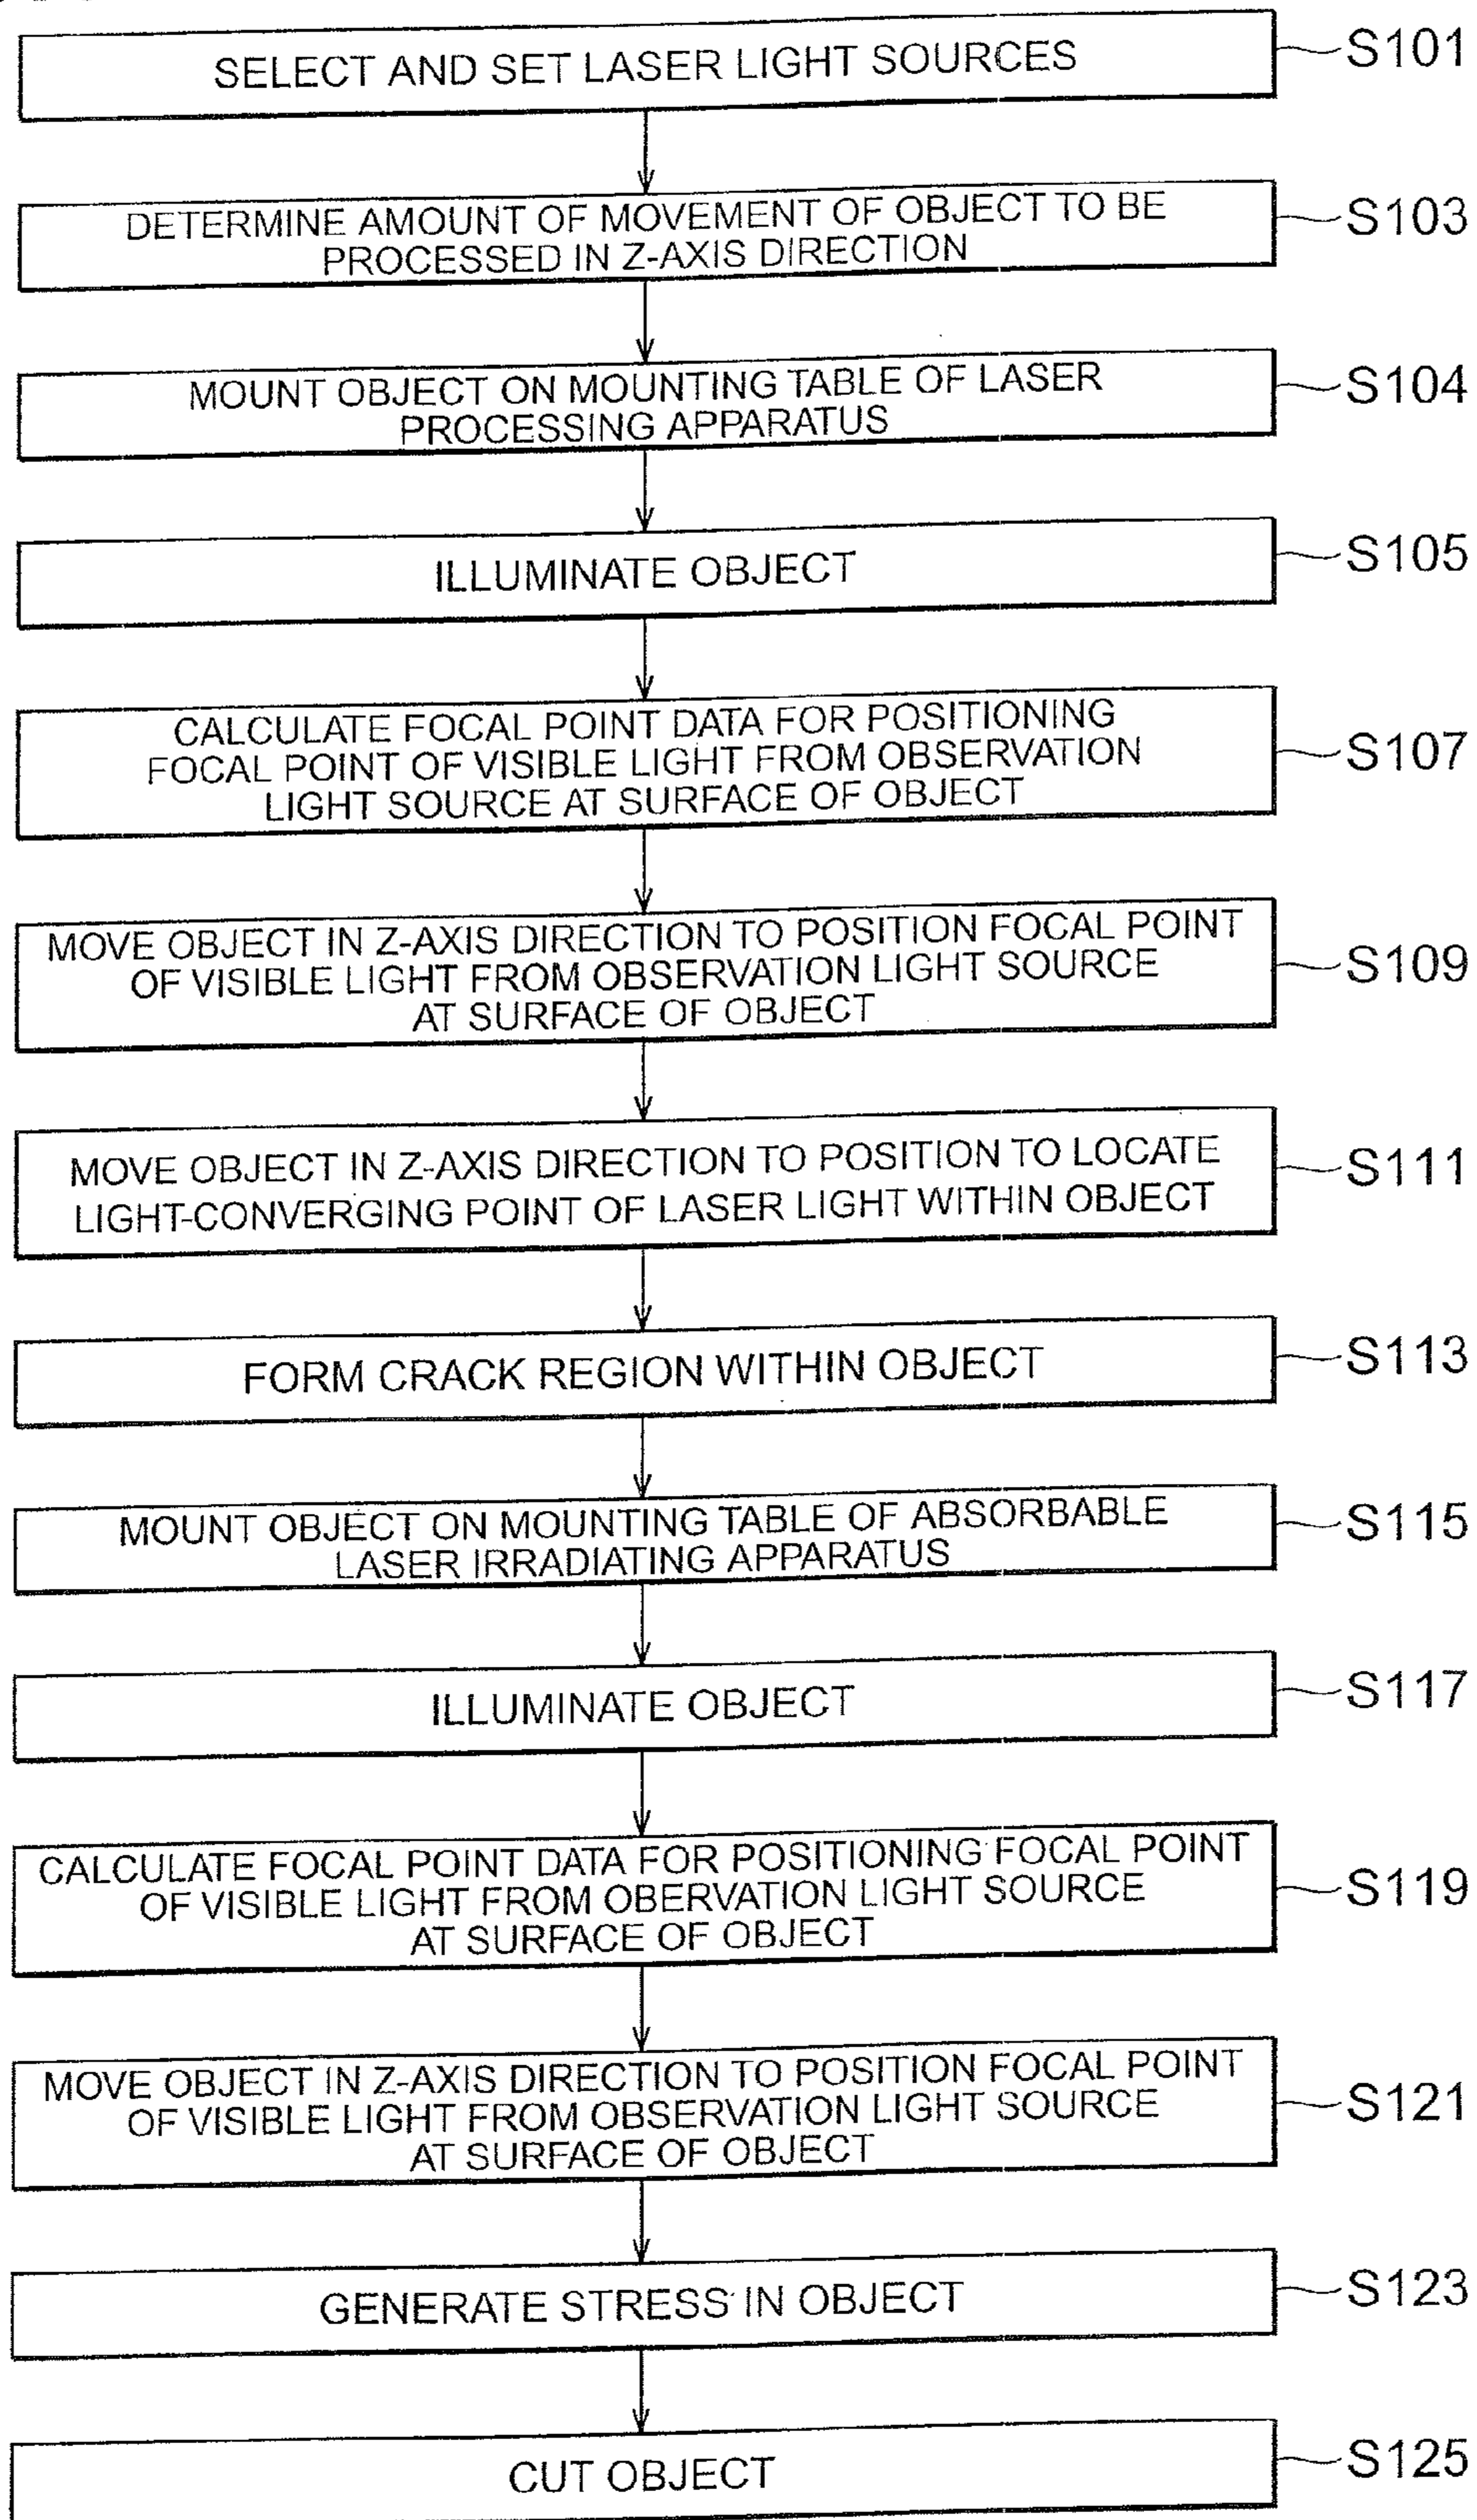 SELECT AND SET LASER LIGHT SOURCES
S101
DETERMINE AMOUNT OF MOVEMENT OF OBJECT TO BE
PROCESSED IN Z-AXIS DIRECTION
S103
MOUNT OBJECT ON MOUNTING TABLE OF LASER
PROCESSING APPARATUS
S104
ILLUMINATE OBJECT
S105
CALCULATE FOCAL POINT DATA FOR POSITIONING
FOCAL POINT OF VISIBLE LIGHT FROM OBSERVATION
LIGHT SOURCE AT SURFACE OF OBJECT
S107
MOVE OBJECT IN Z-AXIS DIRECTION TO POSITION FOCAL POINT
OF VISIBLE LIGHT FROM OBSERVATION LIGHT SOURCE
AT SURFACE OF OBJECT
S109
MOVE OBJECT IN Z-AXIS DIRECTION TO POSITION TO LOCATE
LIGHT-CONVERGING POINT OF LASER LIGHT WITHIN OBJECT
S111
FORM CRACK REGION WITHIN OBJECT
S113
MOUNT OBJECT ON MOUNTING TABLE OF ABSORBABLE
LASER IRRADIATING APPARATUS
S115
ILLUMINATE OBJECT
S117
CALCULATE FOCAL POINT DATA FOR POSITIONING FOCAL POINT
OF VISIBLE LIGHT FROM OBERVATION LIGHT SOURCE
AT SURFACE OF OBJECT
S119
MOVE OBJECT IN Z-AXIS DIRECTION TO POSITION FOCAL POINT
OF VISIBLE LIGHT FROM OBSERVATION LIGHT SOURCE
AT SURFACE OF OBJECT
S121
GENERATE STRESS IN OBJECT
S123
CUT OBJECT
S125